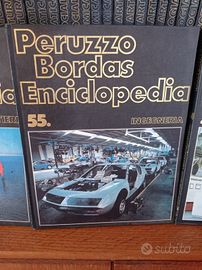 Peruzzo
Bordas
Enciclopedia
55.
INGEGNERIA
subito